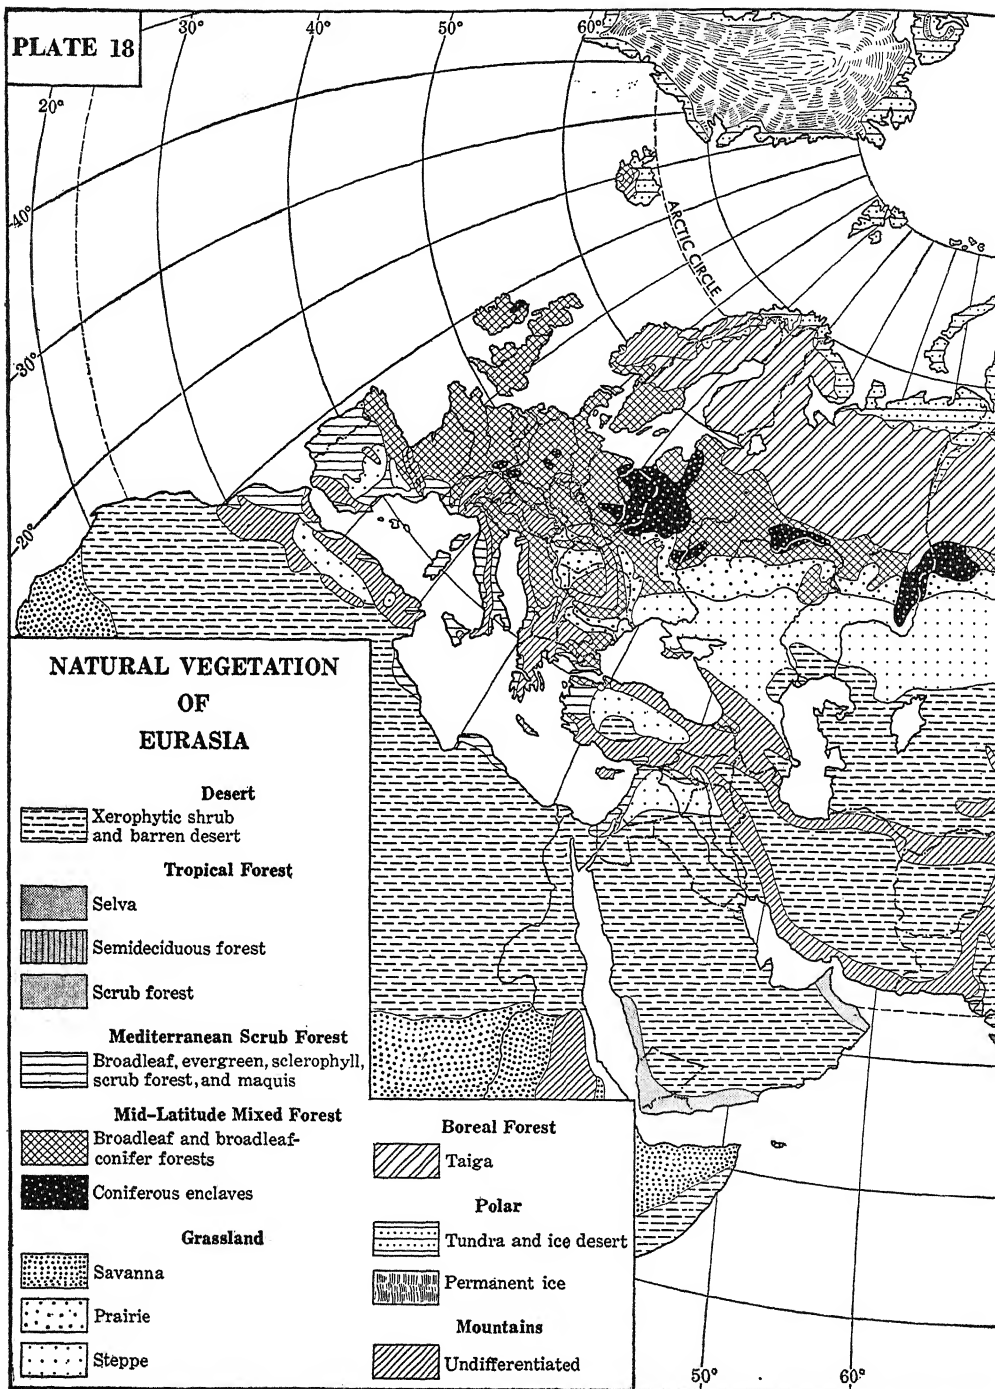 PLATE 18
30°
40°
50°
60°
20°
40°
30°
20°
ARCTIC CIRCLE
NATURAL VEGETATION
OF
EURASIA
Desert
Xerophytic shrub
and barren desert
Tropical Forest
Selva
Semideciduous forest
Scrub forest
Mediterranean Scrub Forest
Broadleaf, evergreen, sclerophyll,
scrub forest, and maquis
Mid-Latitude Mixed Forest
Broadleaf and broadleaf-
conifer forests
Coniferous enclaves
Grassland
Savanna
Prairie
Steppe
Boreal Forest
Taiga
Polar
Tundra and ice desert
Permanent ice
Mountains
Undifferentiated
50°
60°